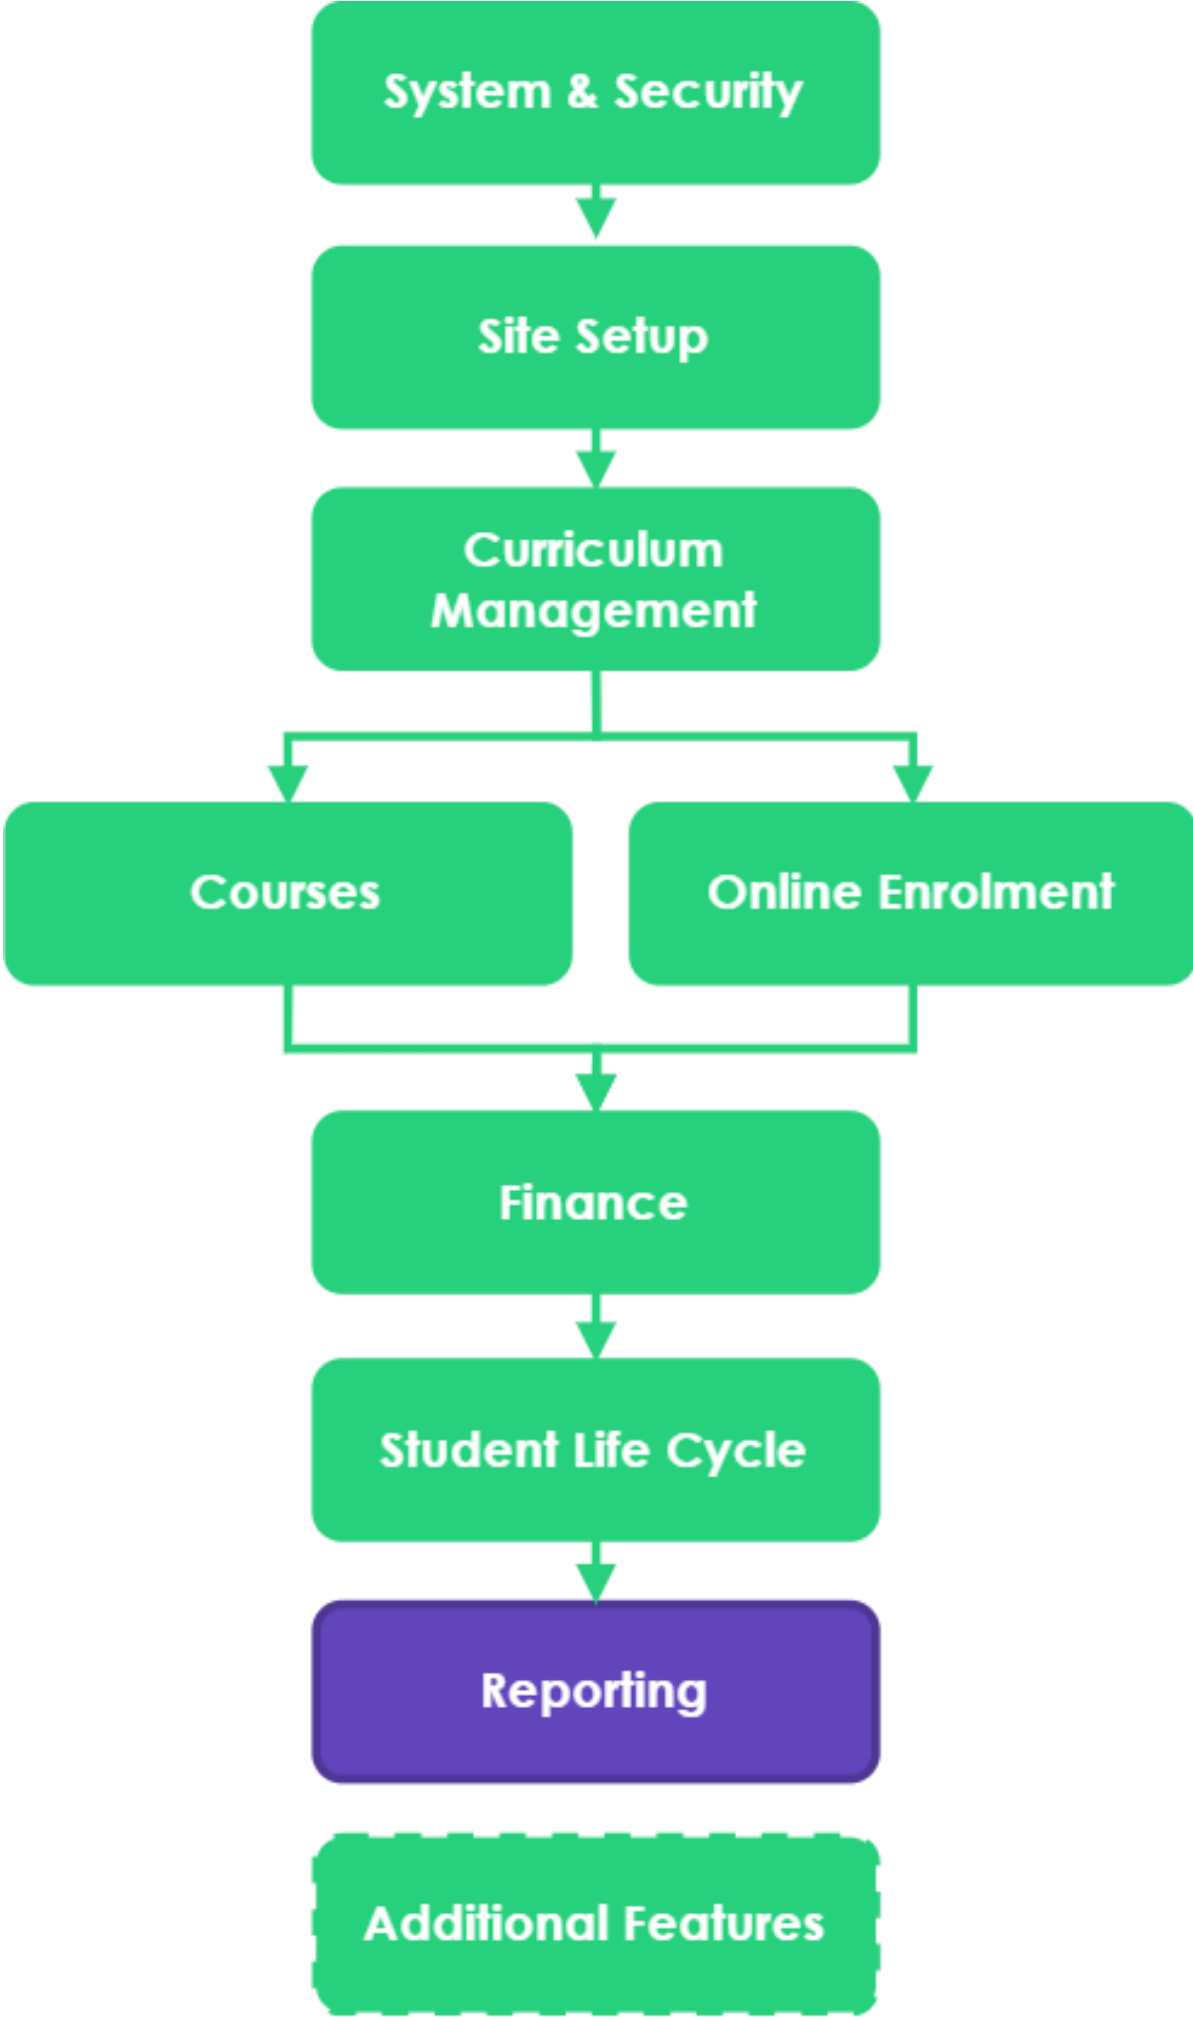 System & Security
Site Setup
Curriculum
Management
Courses
Online Enrolment
Finance
Student Life Cycle
Reporting
Additional Features